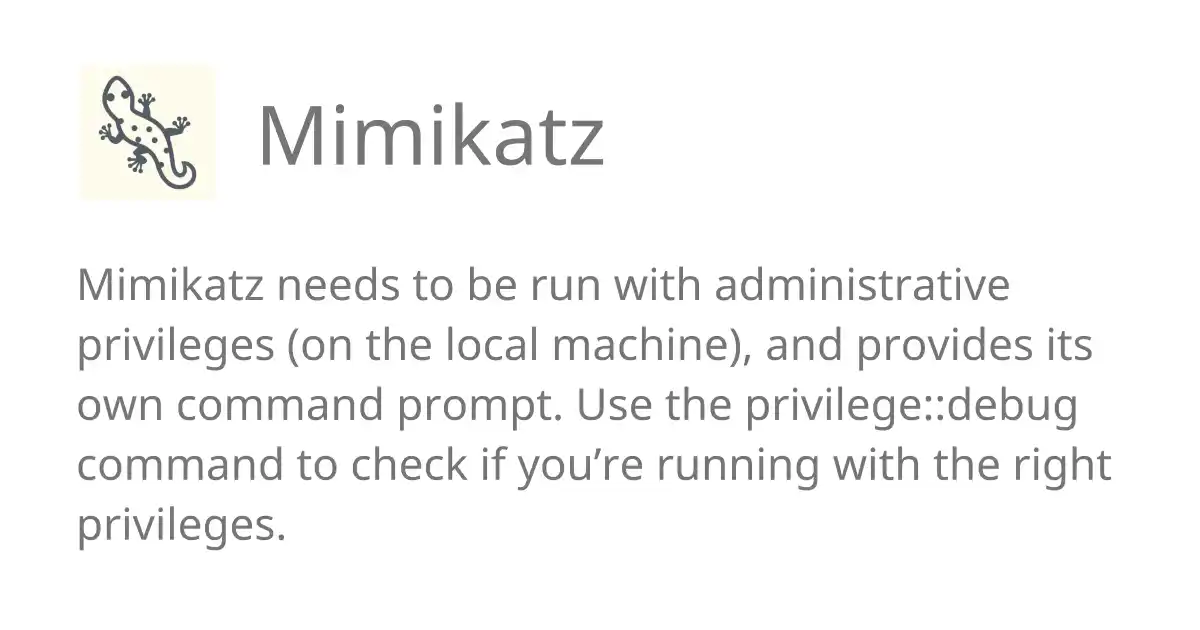 Mimikatz
Mimikatz needs to be run with administrative
privileges (on the local machine), and provides its
own command prompt. Use the privilege::debug
command to check if you’re running with the right
privileges.